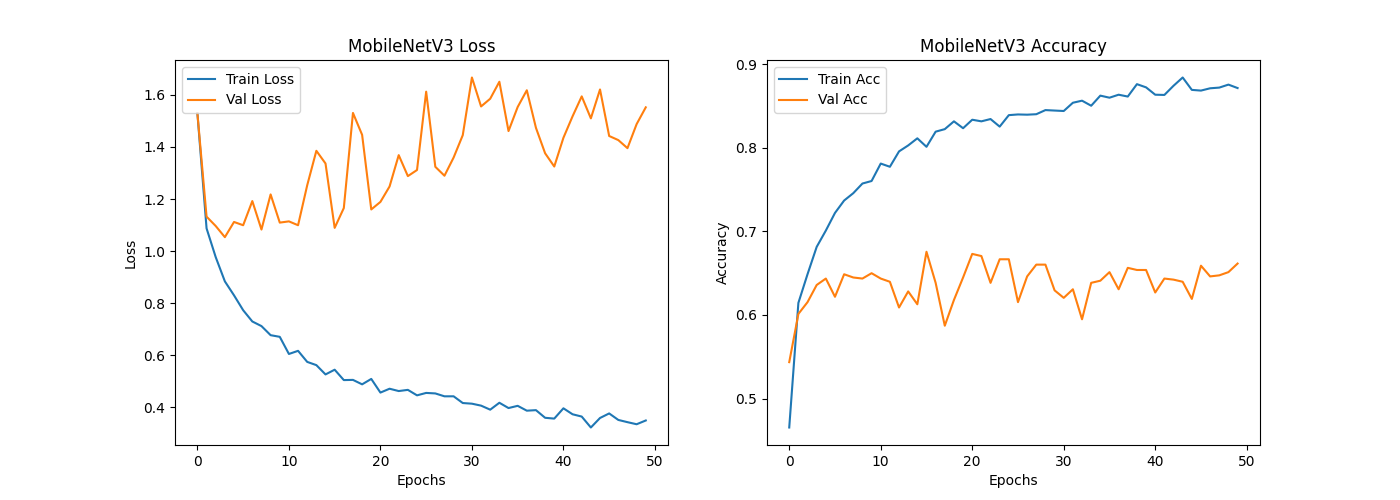 MobileNetV3 Loss
Train Loss
Val Loss
1.6
1.4
1.2
1.0
0.8
0.6
0.4
Loss
0 10 20 30 40 50
Epochs
MobileNetV3 Accuracy
Train Acc
Val Acc
0.9
0.8
0.7
0.6
0.5
Accuracy
0 10 20 30 40 50
Epochs